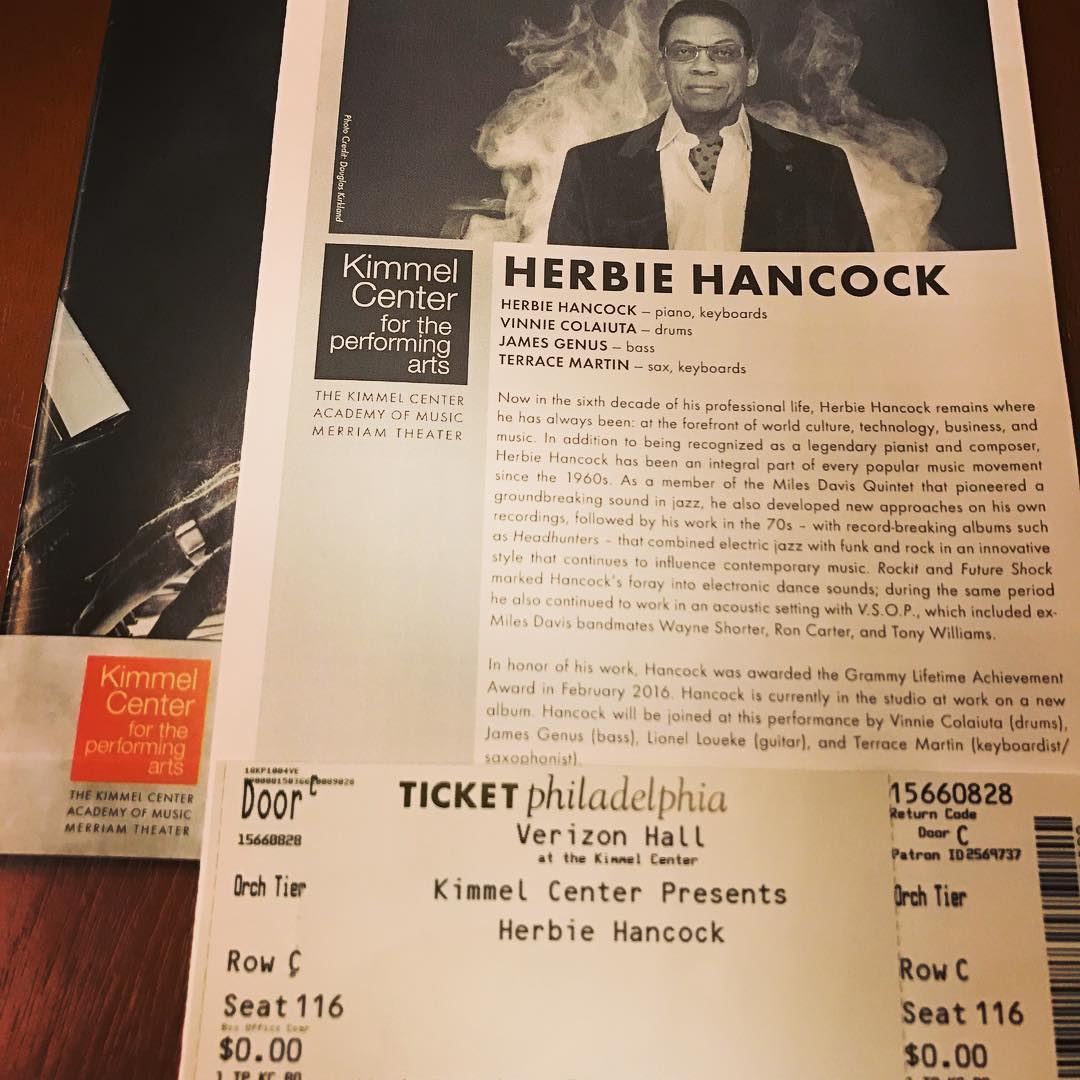 Photo Credit: Douglas Kirkland
Kimmel
Center
for the
performing
arts
THE KIMMEL CENTER
ACADEMY OF MUSIC
MERRIAM THEATER
HERBIE HANCOCK
HERBIE HANCOCK – piano, keyboards
VINNIE COLAIUTA – drums
JAMES GENUS – bass
TERRACE MARTIN – sax, keyboards
Now in the sixth decade of his professional life, Herbie Hancock remains where
he has always been: at the forefront of world culture, technology, business, and
music. In addition to being recognized as a legendary pianist and composer,
Herbie Hancock has been an integral part of every popular music movement
since the 1960s. As a member of the Miles Davis Quintet that pioneered a
groundbreaking sound in jazz, he also developed new approaches on his own
recordings, followed by his work in the 70s – with record-breaking albums such
as Headhunters – that combined electric jazz with funk and rock in an innovative
style that continues to influence contemporary music. Rockit and Future Shock
marked Hancock's foray into electronic dance sounds; during the same period
he also continued to work in an acoustic setting with V.S.O.P., which included ex-
Miles Davis bandmates Wayne Shorter, Ron Carter, and Tony Williams.
In honor of his work, Hancock was awarded the Grammy Lifetime Achievement
Award in February 2016. Hancock is currently in the studio at work on a new
album. Hancock will be joined at this performance by Vinnie Colaiuta (drums),
James Genus (bass), Lionel Loueke (guitar), and Terrace Martin (keyboardist/
saxophonist).
Kimmel
Center
for the
performing
arts
THE KIMMEL CENTER
ACADEMY OF MUSIC
MERRIAM THEATER
Door C
15660828
Orch Tier
Row C
Seat 116
$0.00
TICKET philadelphia
Verizon Hall
at the Kimmel Center
Kimmel Center Presents
Herbie Hancock
15660828
Return Code
Door C
Patron ID 2569737
Orch Tier
Row C
Seat 116
$0.00